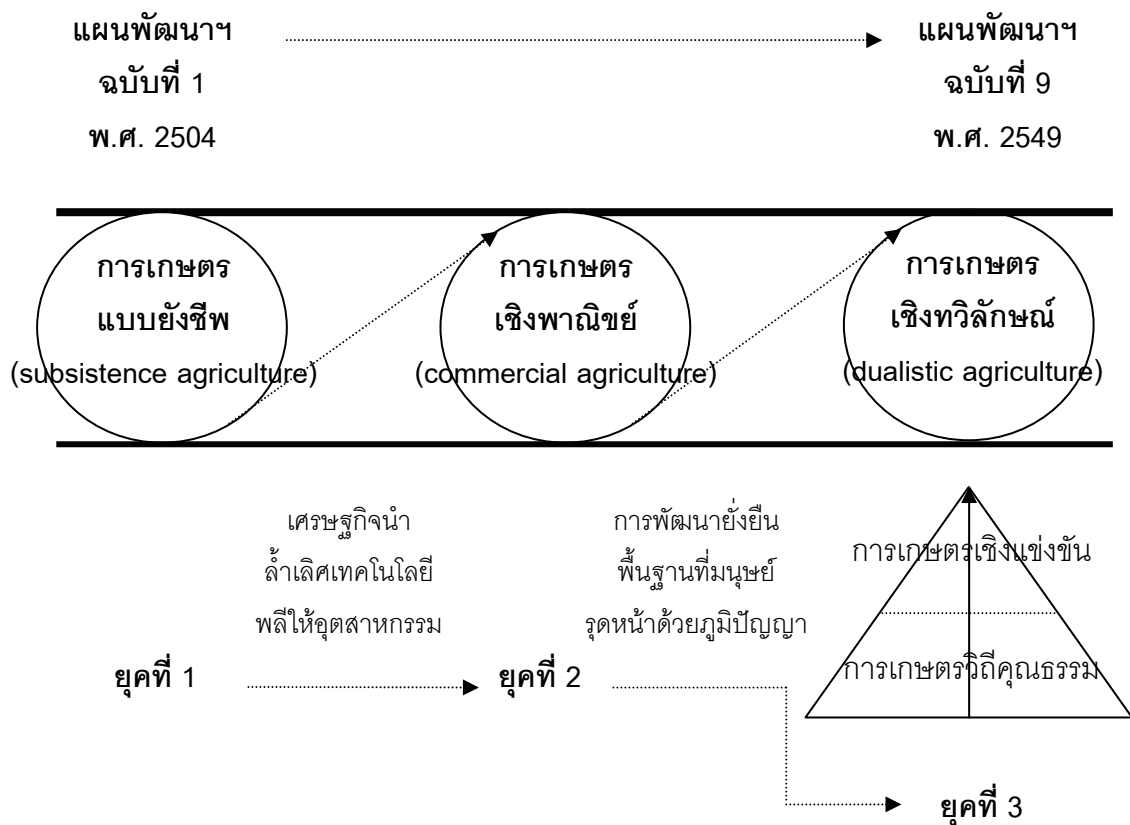 แผนพัฒนาฯ
ฉบับที่ 1
พ.ศ. 2504
แผนพัฒนาฯ
ฉบับที่ 9
พ.ศ. 2549
การเกษตร
แบบยังชีพ
(subsistence agriculture)
การเกษตร
เชิงพาณิขย์
(commercial agriculture)
การเกษตร
เชิงทวิลักษณ์
(dualistic agriculture)
เศรษฐกิจนำ
ล้ำเลิศเทคโนโลยี
พลีให้อุตสาหกรรม
การพัฒนายั่งยืน
พื้นฐานที่มนุษย์
รุดหน้าด้วยภูมิปัญญา
การเกษตรเชิงแข่งขัน
การเกษตรวิถีคุณธรรม
ยุคที่ 1
ยุคที่ 2
ยุคที่ 3